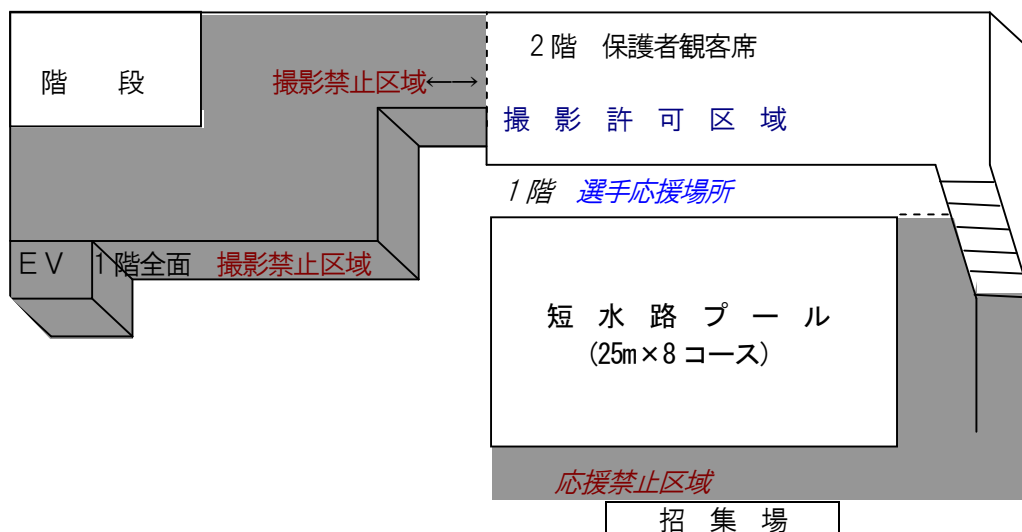 階　　段
撮影禁止区域
２階　保護者観客席
撮　影　許　可　区　域
１階　選手応援場所
ＥＶ　１階全面　撮影禁止区域
短　水　路　プ　ー　ル
(25m×8 コース)
応援禁止区域
招　集　場